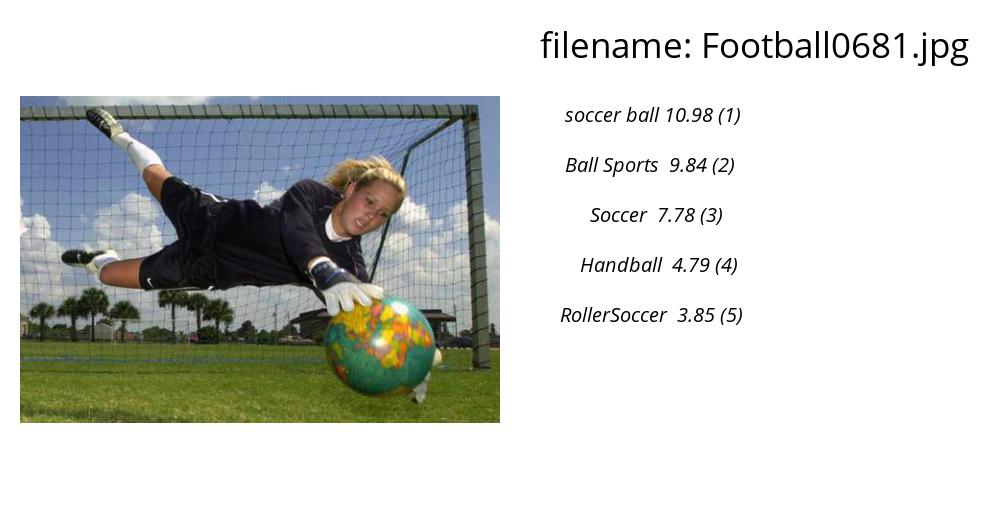 filename: Football0681.jpg
soccer ball 10.98 (1)
Ball Sports 9.84 (2)
Soccer 7.78 (3)
Handball 4.79 (4)
RollerSoccer 3.85 (5)